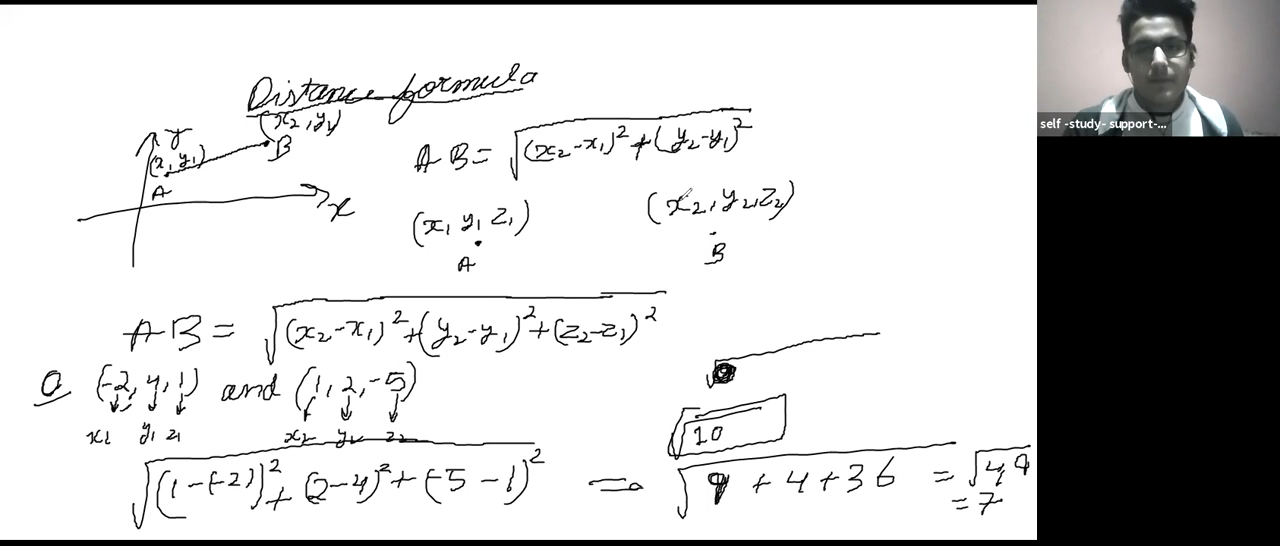 Distance formula
(x₂, y₁)
Y
(x₁ y₁)
B
A
x
AB = √(x₂-x₁)² + (y₂-y₁)²
(x₁ y₁ z₁)
A
(x₂, y₂, z₂)
B
AB = √(x₂-x₁)² + (y₂-y₁)² + (z₂-z₁)²
Q (-2, 4, 1) and (1, 2, -5)
x₁ y₁ z₁ x₂ y₂ z₂
√10
√(1-(-2))² + (2-4)² + (-5-1)² ⇒ √9 + 4 + 36 = √49
= 7
self -study- support-...